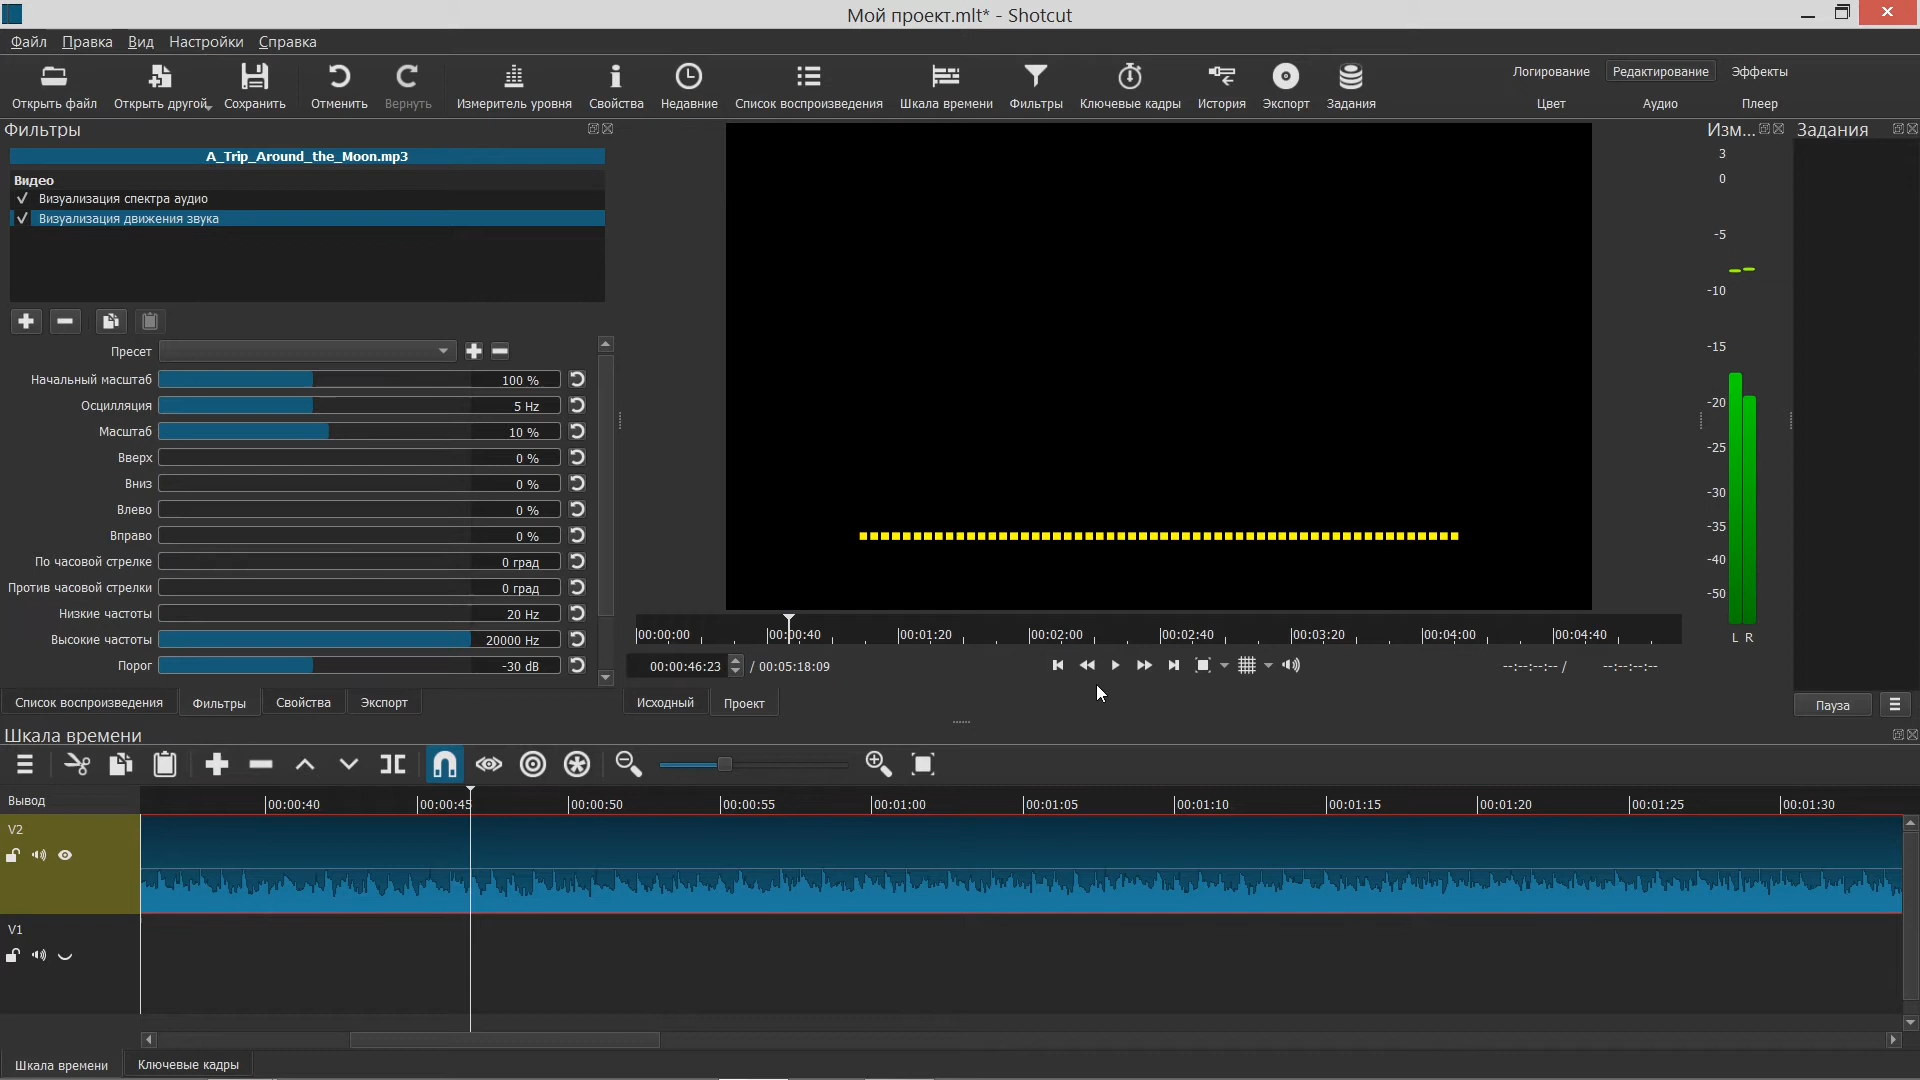 Мой проект.mlt* - Shotcut
Файл Правка Вид Настройки Справка
Открыть файл Открыть другой Сохранить Отменить Вернуть Измеритель уровня Свойства Недавние Список воспроизведения Шкала времени Фильтры Ключевые кадры История Экспорт Задания
Логирование Редактирование Эффекты
Цвет Аудио Плеер
Фильтры
A_Trip_Around_the_Moon.mp3
Видео
Визуализация спектра аудио
Визуализация движения звука
Пресет
Начальный масштаб 100 %
Осцилляция 5 Hz
Масштаб 10 %
Вверх 0 %
Вниз 0 %
Влево 0 %
Вправо 0 %
По часовой стрелке 0 град
Против часовой стрелки 0 град
Низкие частоты 20 Hz
Высокие частоты 20000 Hz
Порог -30 dB
Список воспроизведения Фильтры Свойства Экспорт
00:00:00 00:00:40 00:01:20 00:02:00 00:02:40 00:03:20 00:04:00 00:04:40
00:00:46:23 / 00:05:18:09
--:--:--:-- / --:--:--:--
Исходный Проект
Изм...
3
0
-5
-10
-15
-20
-25
-30
-35
-40
-50
L R
Задания
Пауза
Шкала времени
Вывод
00:00:40 00:00:45 00:00:50 00:00:55 00:01:00 00:01:05 00:01:10 00:01:15 00:01:20 00:01:25 00:01:30
V2
V1
Шкала времени Ключевые кадры